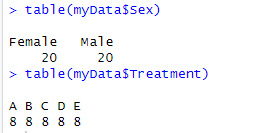 > table(myData$Sex)
Female   Male
    20     20
> table(myData$Treatment)
A B C D E
8 8 8 8 8